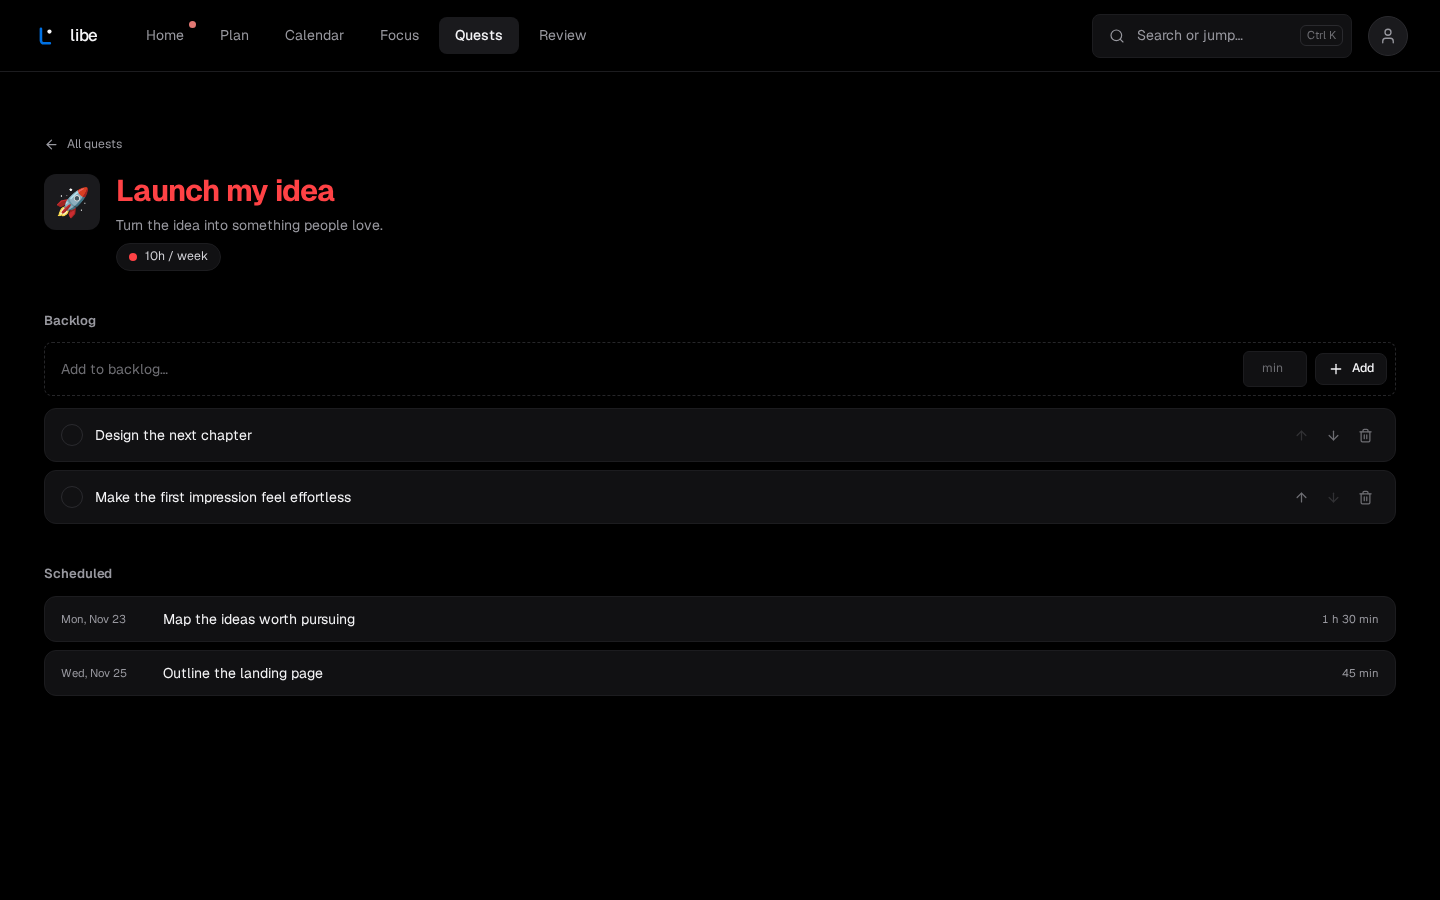 libe
Home
Plan
Calendar
Focus
Quests
Review
Search or jump...
Ctrl K
All quests
Launch my idea
Turn the idea into something people love.
10h / week
Backlog
Add to backlog...
min
Add
Design the next chapter
Make the first impression feel effortless
Scheduled
Mon, Nov 23
Map the ideas worth pursuing
1 h 30 min
Wed, Nov 25
Outline the landing page
45 min